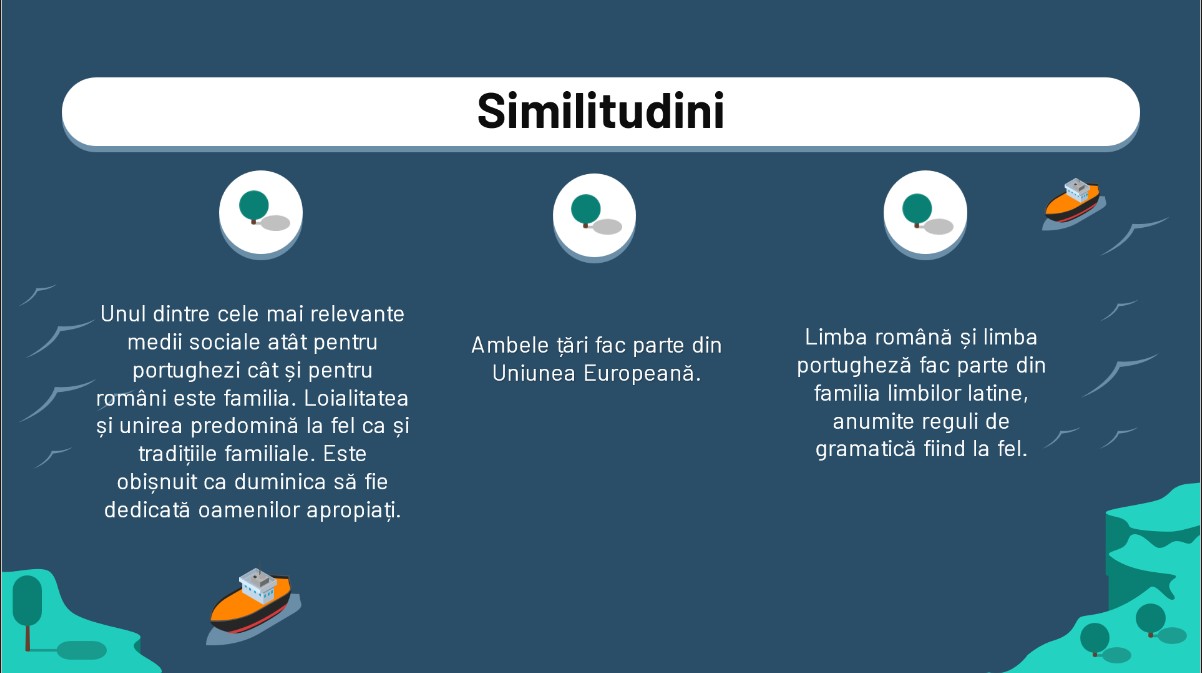 Similitudini
Unul dintre cele mai relevante
medii sociale atât pentru
portughezi cât și pentru
români este familia. Loialitatea
și unirea predomină la fel ca și
tradițiile familiale. Este
obișnuit ca duminica să fie
dedicată oamenilor apropiați.
Ambele țări fac parte din
Uniunea Europeană.
Limba română și limba
portugheză fac parte din
familia limbilor latine,
anumite reguli de
gramatică fiind la fel.